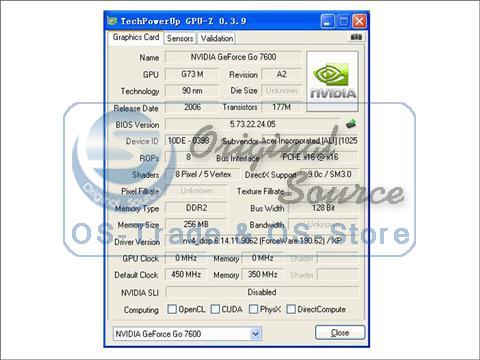 TechPowerUp GPU-Z 0.3.9
Graphics Card Sensors Validation
Name NVIDIA GeForce Go 7600
GPU G73 M Revision A2
Technology 90 nm Die Size Unknown
NVIDIA
Release Date 2006 Transistors 177M
BIOS Version 5.73.22.24.05
Device ID 10DE - 0398 Subvendor Acer Incorporated [ALI] (1025
ROPs 8 Bus Interface PCI-E x16 @ x16
Shaders 8 Pixel / 5 Vertex DirectX Support 9.0c / SM3.0
Pixel Fillrate Unknown Texture Fillrate Unknown
Memory Type DDR2 Bus Width 128 Bit
Memory Size 256 MB Bandwidth Unknown
Driver Version nv4_disp 6.14.11.9062 (ForceWare 190.62) / XP
GPU Clock 0 MHz Memory 0 MHz Shader
Default Clock 450 MHz Memory 350 MHz Shader
NVIDIA SLI Disabled
Computing OpenCL CUDA PhysX DirectCompute
NVIDIA GeForce Go 7600 Close
Original Source
OS-Trade & OS Store